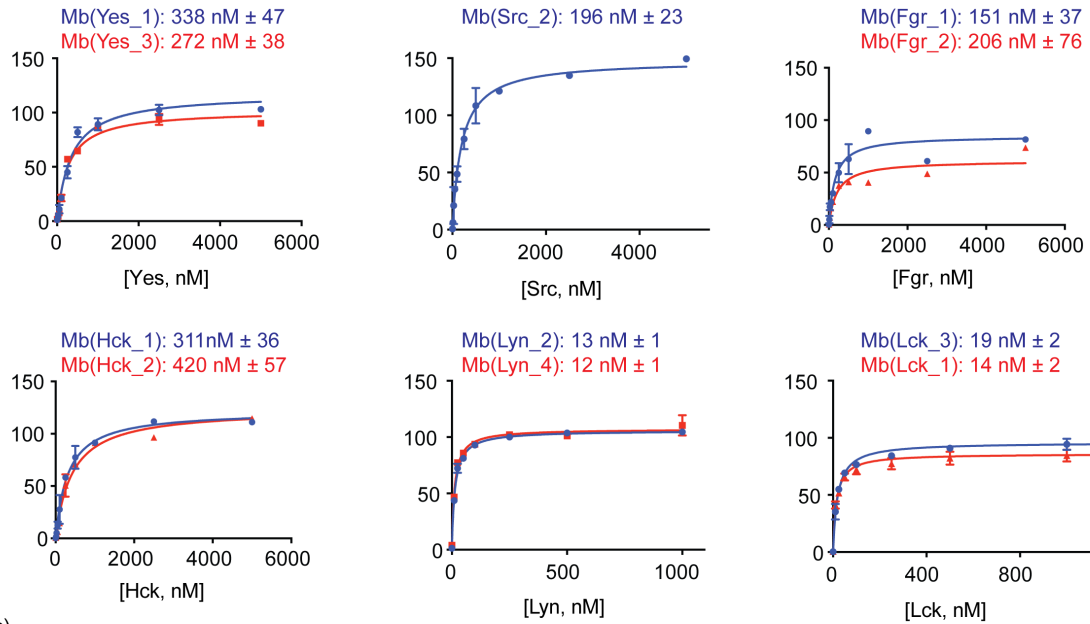 Mb(Yes_1): 338 nM ± 47
Mb(Yes_3): 272 nM ± 38
150
100
50
0
0 2000 4000 6000
[Yes, nM]
Mb(Src_2): 196 nM ± 23
150
100
50
0
0 2000 4000
[Src, nM]
Mb(Fgr_1): 151 nM ± 37
Mb(Fgr_2): 206 nM ± 76
150
100
50
0
0 2000 4000 6000
[Fgr, nM]
Mb(Hck_1): 311nM ± 36
Mb(Hck_2): 420 nM ± 57
150
100
50
0
0 2000 4000 6000
[Hck, nM]
Mb(Lyn_2): 13 nM ± 1
Mb(Lyn_4): 12 nM ± 1
150
100
50
0
0 500 1000
[Lyn, nM]
Mb(Lck_3): 19 nM ± 2
Mb(Lck_1): 14 nM ± 2
150
100
50
0
0 400 800
[Lck, nM]